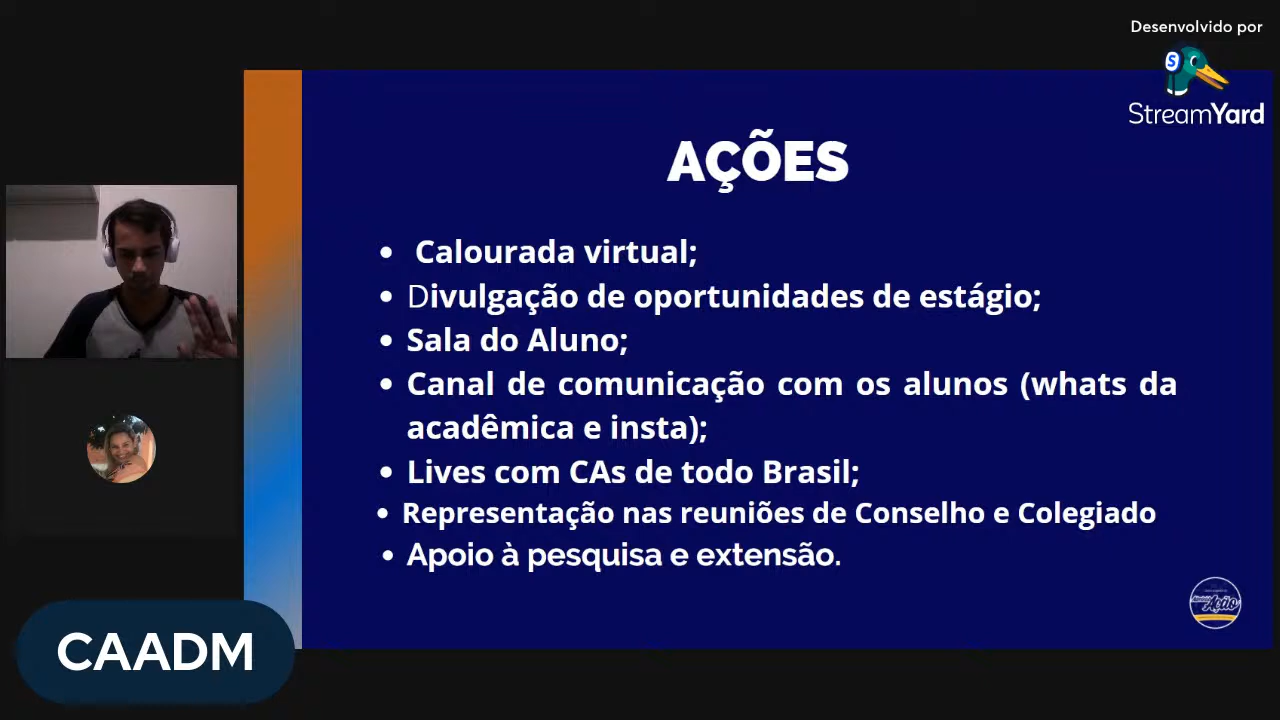 Desenvolvido por
S
StreamYard
AÇÕES
• Calourada virtual;
• Divulgação de oportunidades de estágio;
• Sala do Aluno;
• Canal de comunicação com os alunos (whats da
acadêmica e insta);
• Lives com CAs de todo Brasil;
• Representação nas reuniões de Conselho e Colegiado
• Apoio à pesquisa e extensão.
Ação
CAADM